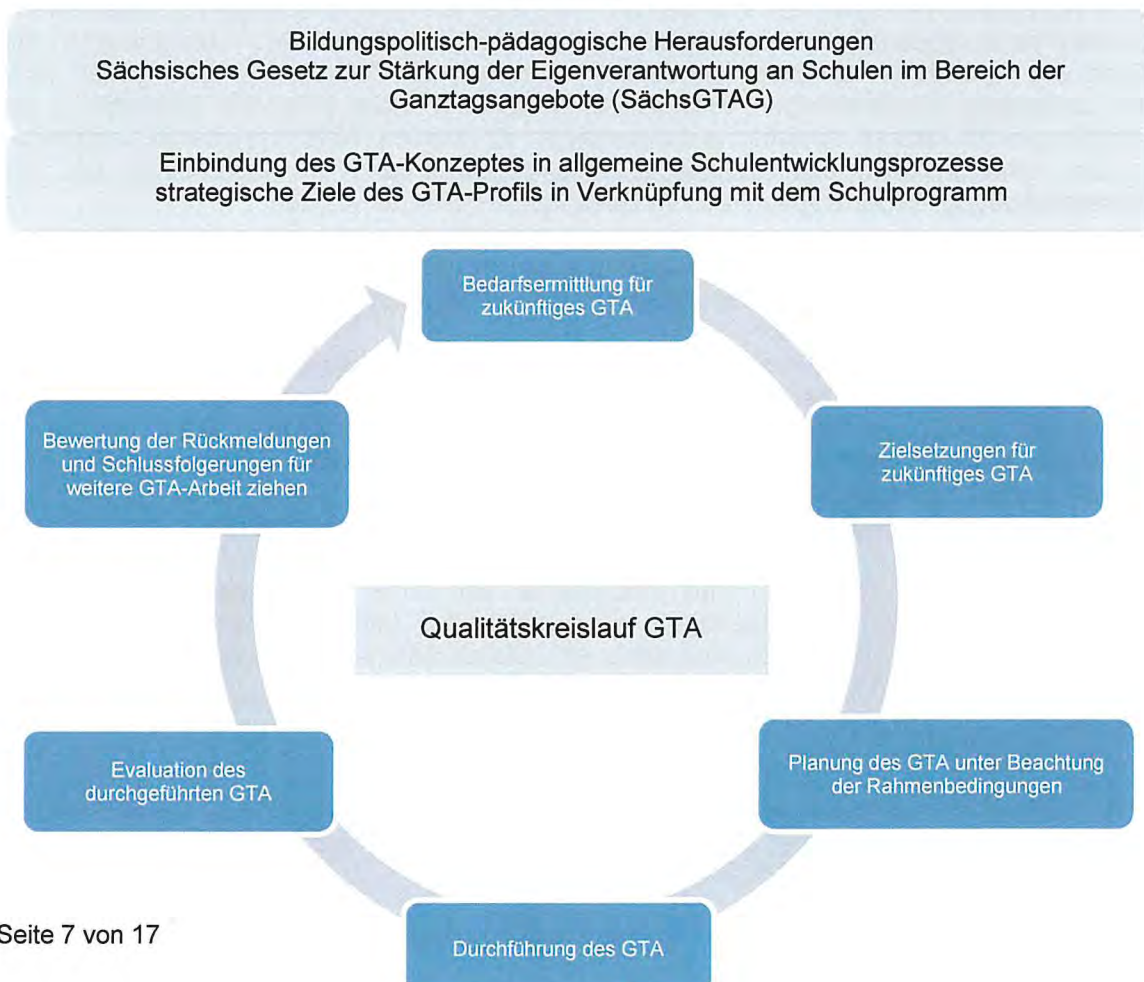 Bildungspolitisch-pädagogische Herausforderungen
Sächsisches Gesetz zur Stärkung der Eigenverantwortung an Schulen im Bereich der
Ganztagsangebote (SächsGTAG)
Einbindung des GTA-Konzeptes in allgemeine Schulentwicklungsprozesse
strategische Ziele des GTA-Profils in Verknüpfung mit dem Schulprogramm
Bedarfsermittlung für
zukünftiges GTA
Zielsetzungen für
zukünftiges GTA
Planung des GTA unter Beachtung
der Rahmenbedingungen
Durchführung des GTA
Evaluation des
durchgeführten GTA
Bewertung der Rückmeldungen
und Schlussfolgerungen für
weitere GTA-Arbeit ziehen
Qualitätskreislauf GTA
Seite 7 von 17